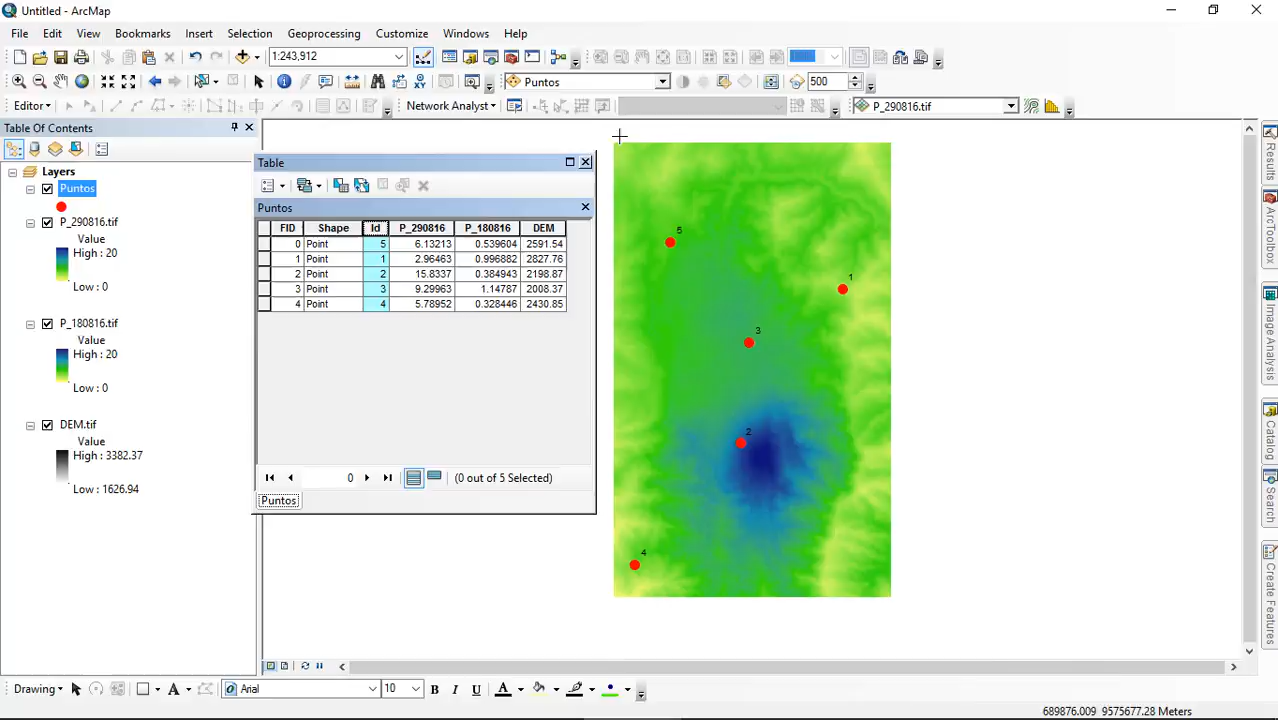 Untitled - ArcMap
File Edit View Bookmarks Insert Selection Geoprocessing Customize Windows Help
1:243,912
Puntos 500
Editor Network Analyst P_290816.tif
Table Of Contents
Layers
Puntos
P_290816.tif
Value
High : 20
Low : 0
P_180816.tif
Value
High : 20
Low : 0
DEM.tif
Value
High : 3382.37
Low : 1626.94
Table
Puntos
FID Shape Id P_290816 P_180816 DEM
0 Point 5 6.13213 0.539604 2591.54
1 Point 1 2.96463 0.996882 2827.76
2 Point 2 15.8337 0.384943 2198.87
3 Point 3 9.29963 1.14787 2008.37
4 Point 4 5.78952 0.328446 2430.85
0 (0 out of 5 Selected)
Puntos
5
1
3
2
4
Results
Image Analysis
Catalog
Search
Create Features
Drawing Arial 10 B I U A
689876.009 9575677.28 Meters